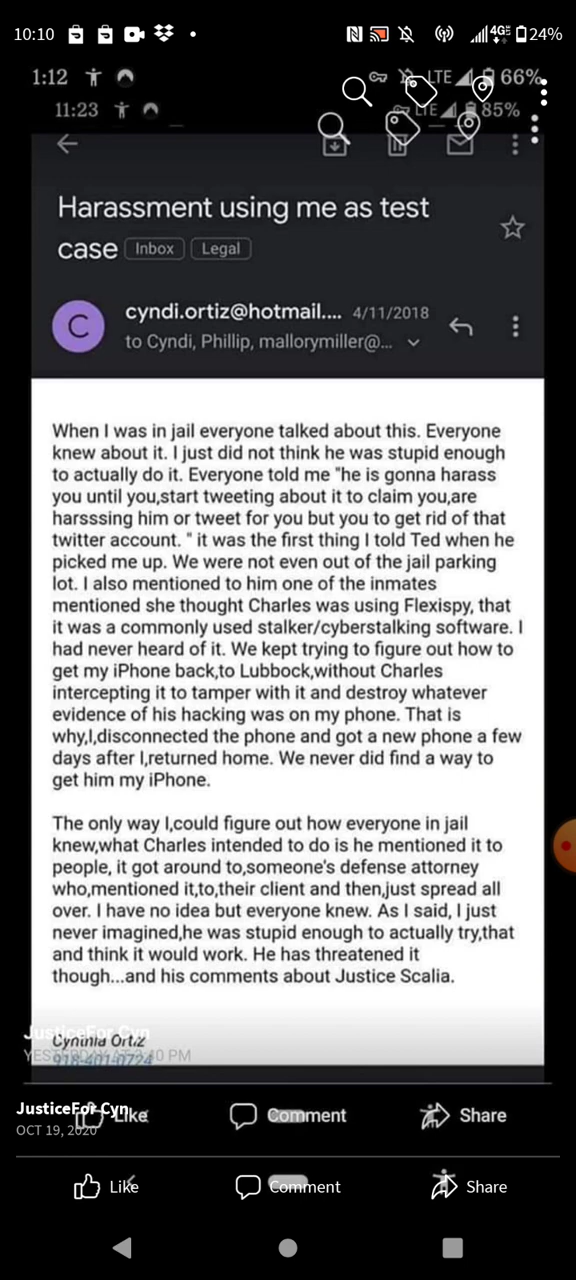 10:10
4G
24%
1:12
LTE
66%
11:23
LTE
85%
Harassment using me as test
case
Inbox
Legal
C
cyndi.ortiz@hotmail....
4/11/2018
to Cyndi, Phillip, mallorymiller@...
When I was in jail everyone talked about this. Everyone
knew about it. I just did not think he was stupid enough
to actually do it. Everyone told me "he is gonna harass
you until you,start tweeting about it to claim you,are
harsssing him or tweet for you but you to get rid of that
twitter account. " it was the first thing I told Ted when he
picked me up. We were not even out of the jail parking
lot. I also mentioned to him one of the inmates
mentioned she thought Charles was using Flexispy, that
it was a commonly used stalker/cyberstalking software. I
had never heard of it. We kept trying to figure out how to
get my iPhone back,to Lubbock,without Charles
intercepting it to tamper with it and destroy whatever
evidence of his hacking was on my phone. That is
why,I,disconnected the phone and got a new phone a few
days after I,returned home. We never did find a way to
get him my iPhone.
The only way I,could figure out how everyone in jail
knew,what Charles intended to do is he mentioned it to
people, it got around to,someone's defense attorney
who,mentioned it,to,their client and then,just spread all
over. I have no idea but everyone knew. As I said, I just
never imagined,he was stupid enough to actually try,that
and think it would work. He has threatened it
though...and his comments about Justice Scalia.
JusticeFor Cyn
Cynthia Ortiz
YESTERDAY AT 3:40 PM
918-401-0724
JusticeFor Cyn
OCT 19, 2020
Like
Comment
Share
Like
Comment
Share